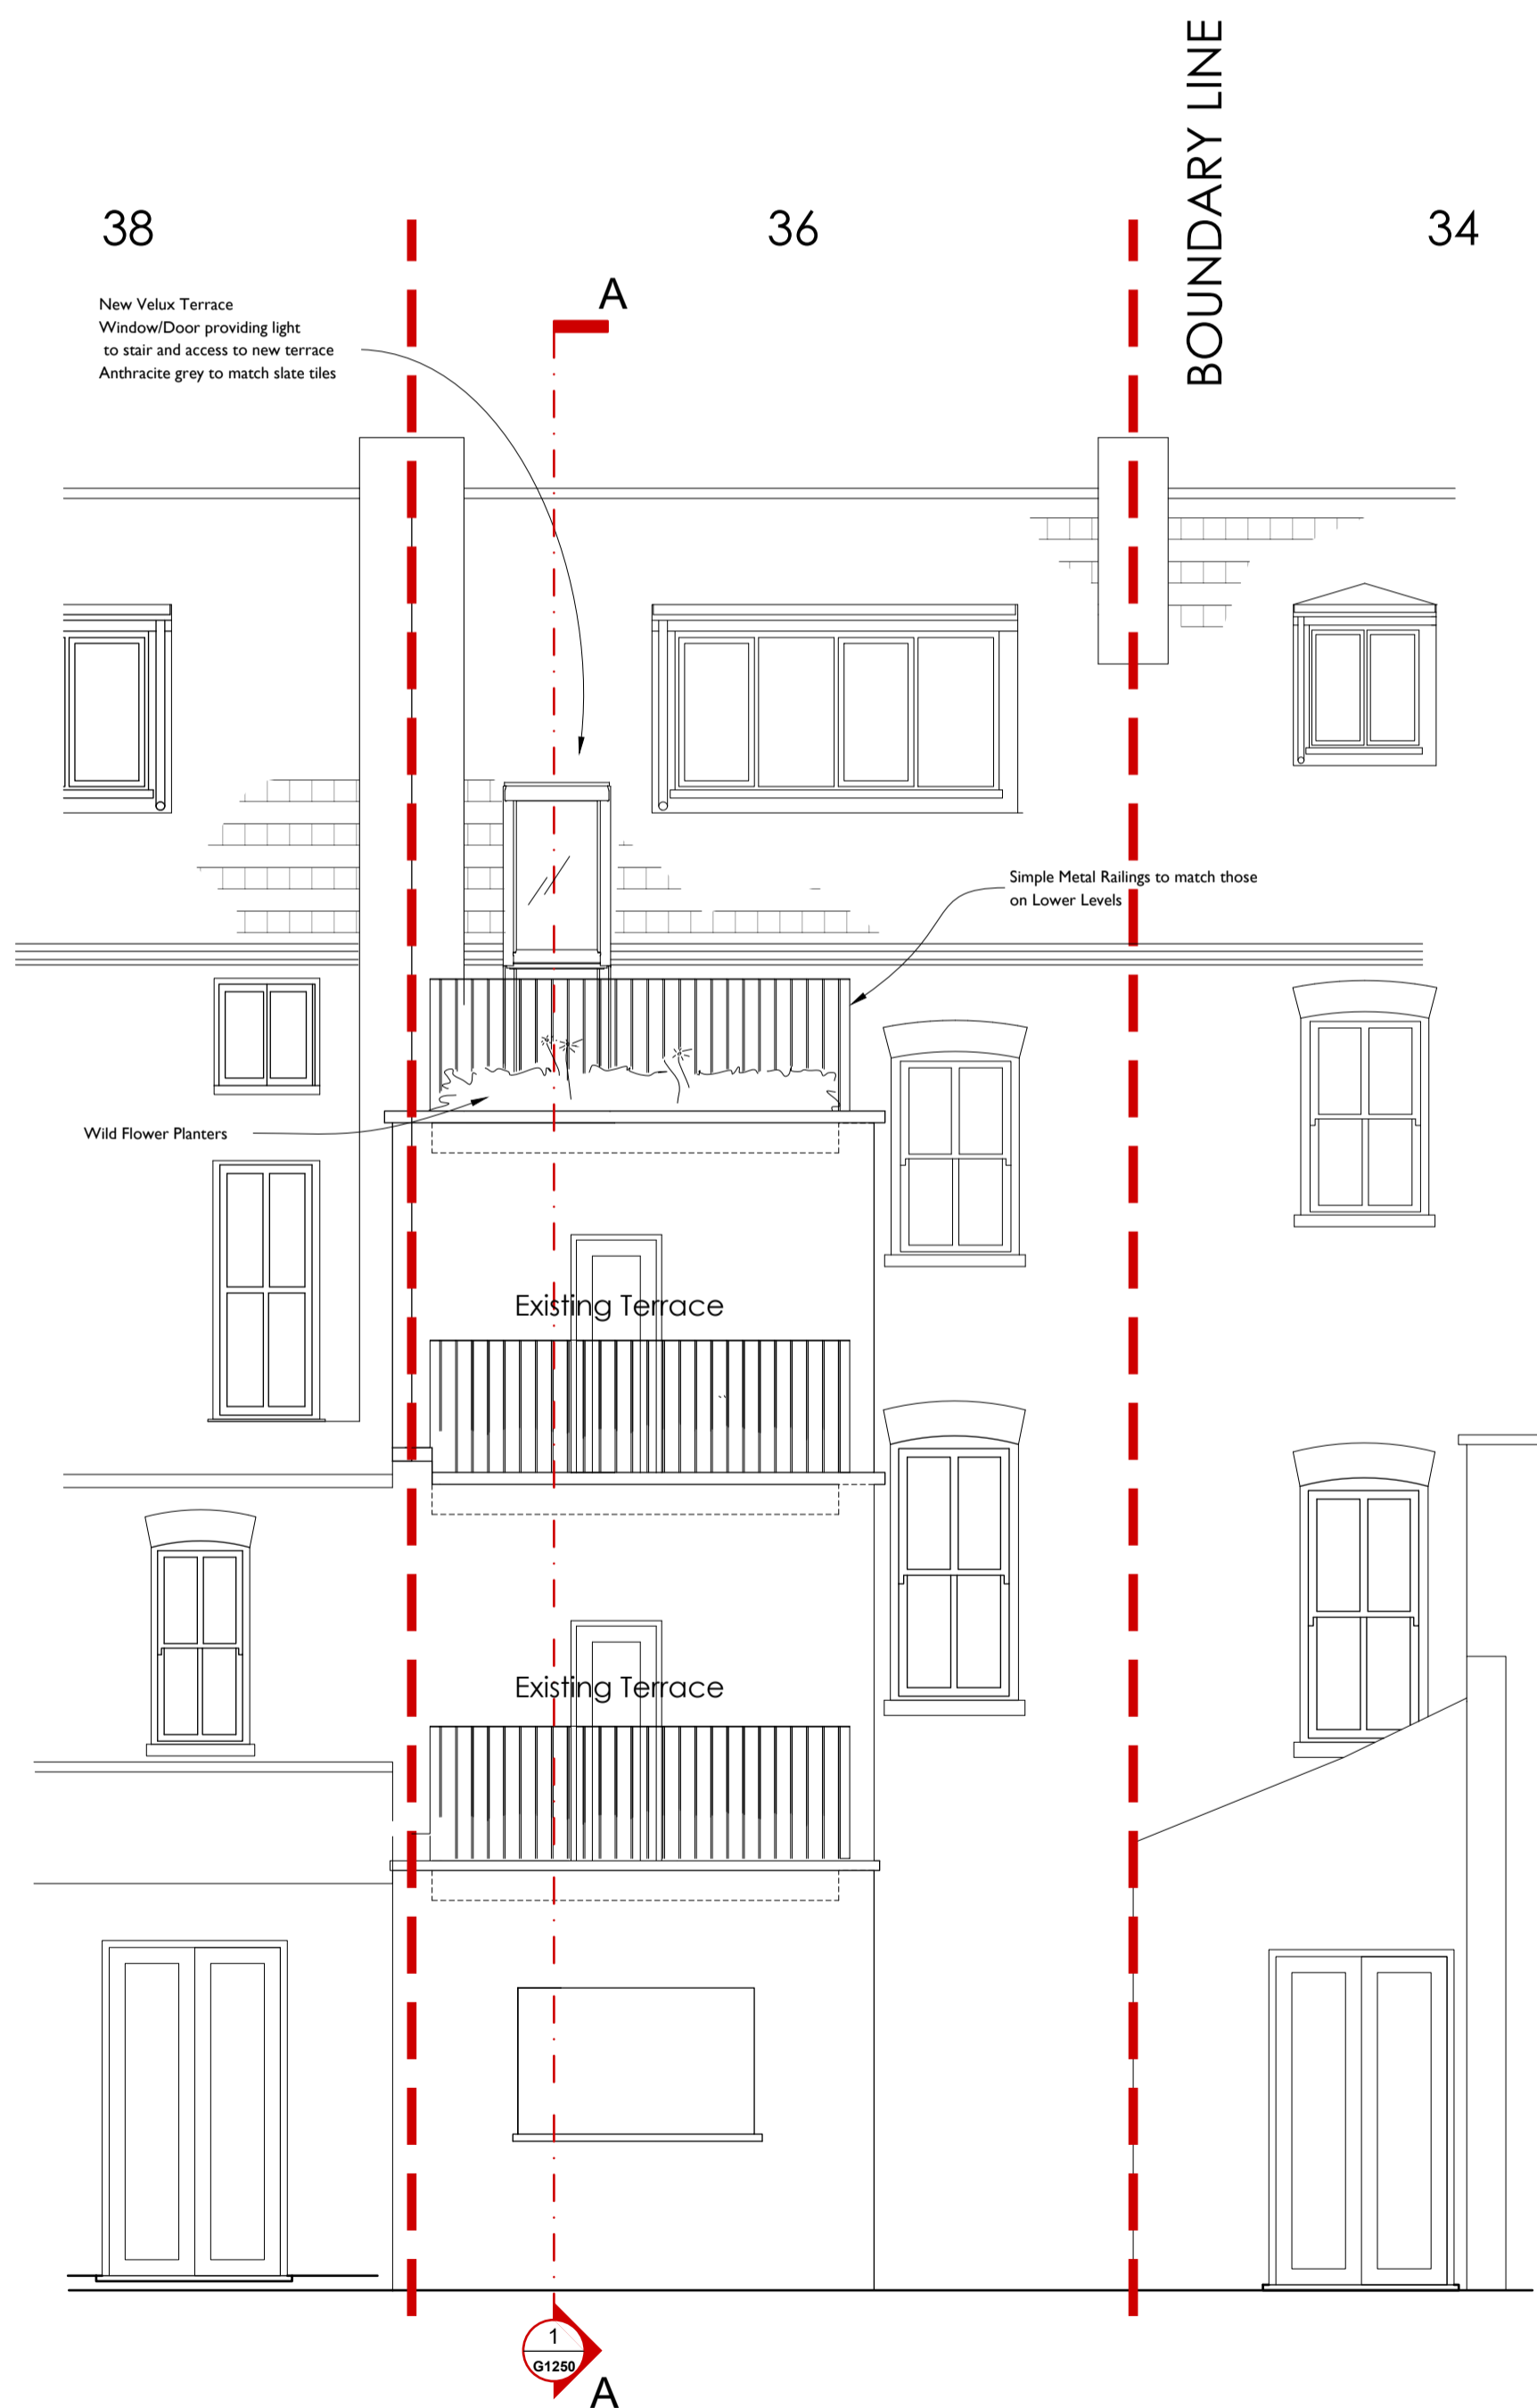 BOUNDARY LINE
38
36
34
A
New Velux Terrace
Window/Door providing light
to stair and access to new terrace
Anthracite grey to match slate tiles
Simple Metal Railings to match those
on Lower Levels
Wild Flower Planters
Existing Terrace
Existing Terrace
1
G1250
A